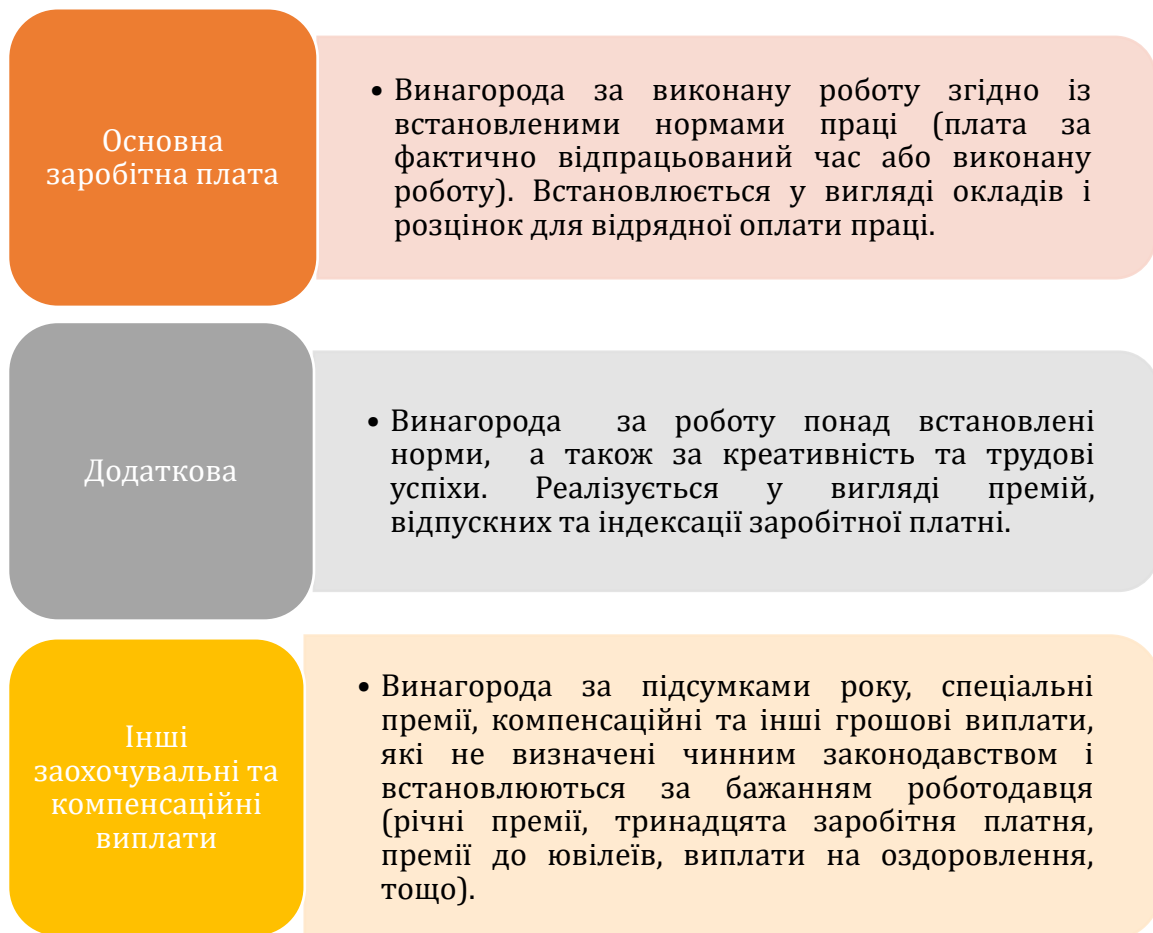 Основна
заробітна плата
• Винагорода за виконану роботу згідно із
встановленими нормами праці (плата за
фактично відпрацьований час або виконану
роботу). Встановлюється у вигляді окладів і
розцінок для відрядної оплати праці.
Додаткова
• Винагорода за роботу понад встановлені
норми, а також за креативність та трудові
успіхи. Реалізується у вигляді премій,
відпускних та індексації заробітної платні.
Інші
заохочувальні та
компенсаційні
виплати
• Винагорода за підсумками року, спеціальні
премії, компенсаційні та інші грошові виплати,
які не визначені чинним законодавством і
встановлюються за бажанням роботодавця
(річні премії, тринадцята заробітня платня,
премії до ювілеїв, виплати на оздоровлення,
тощо).